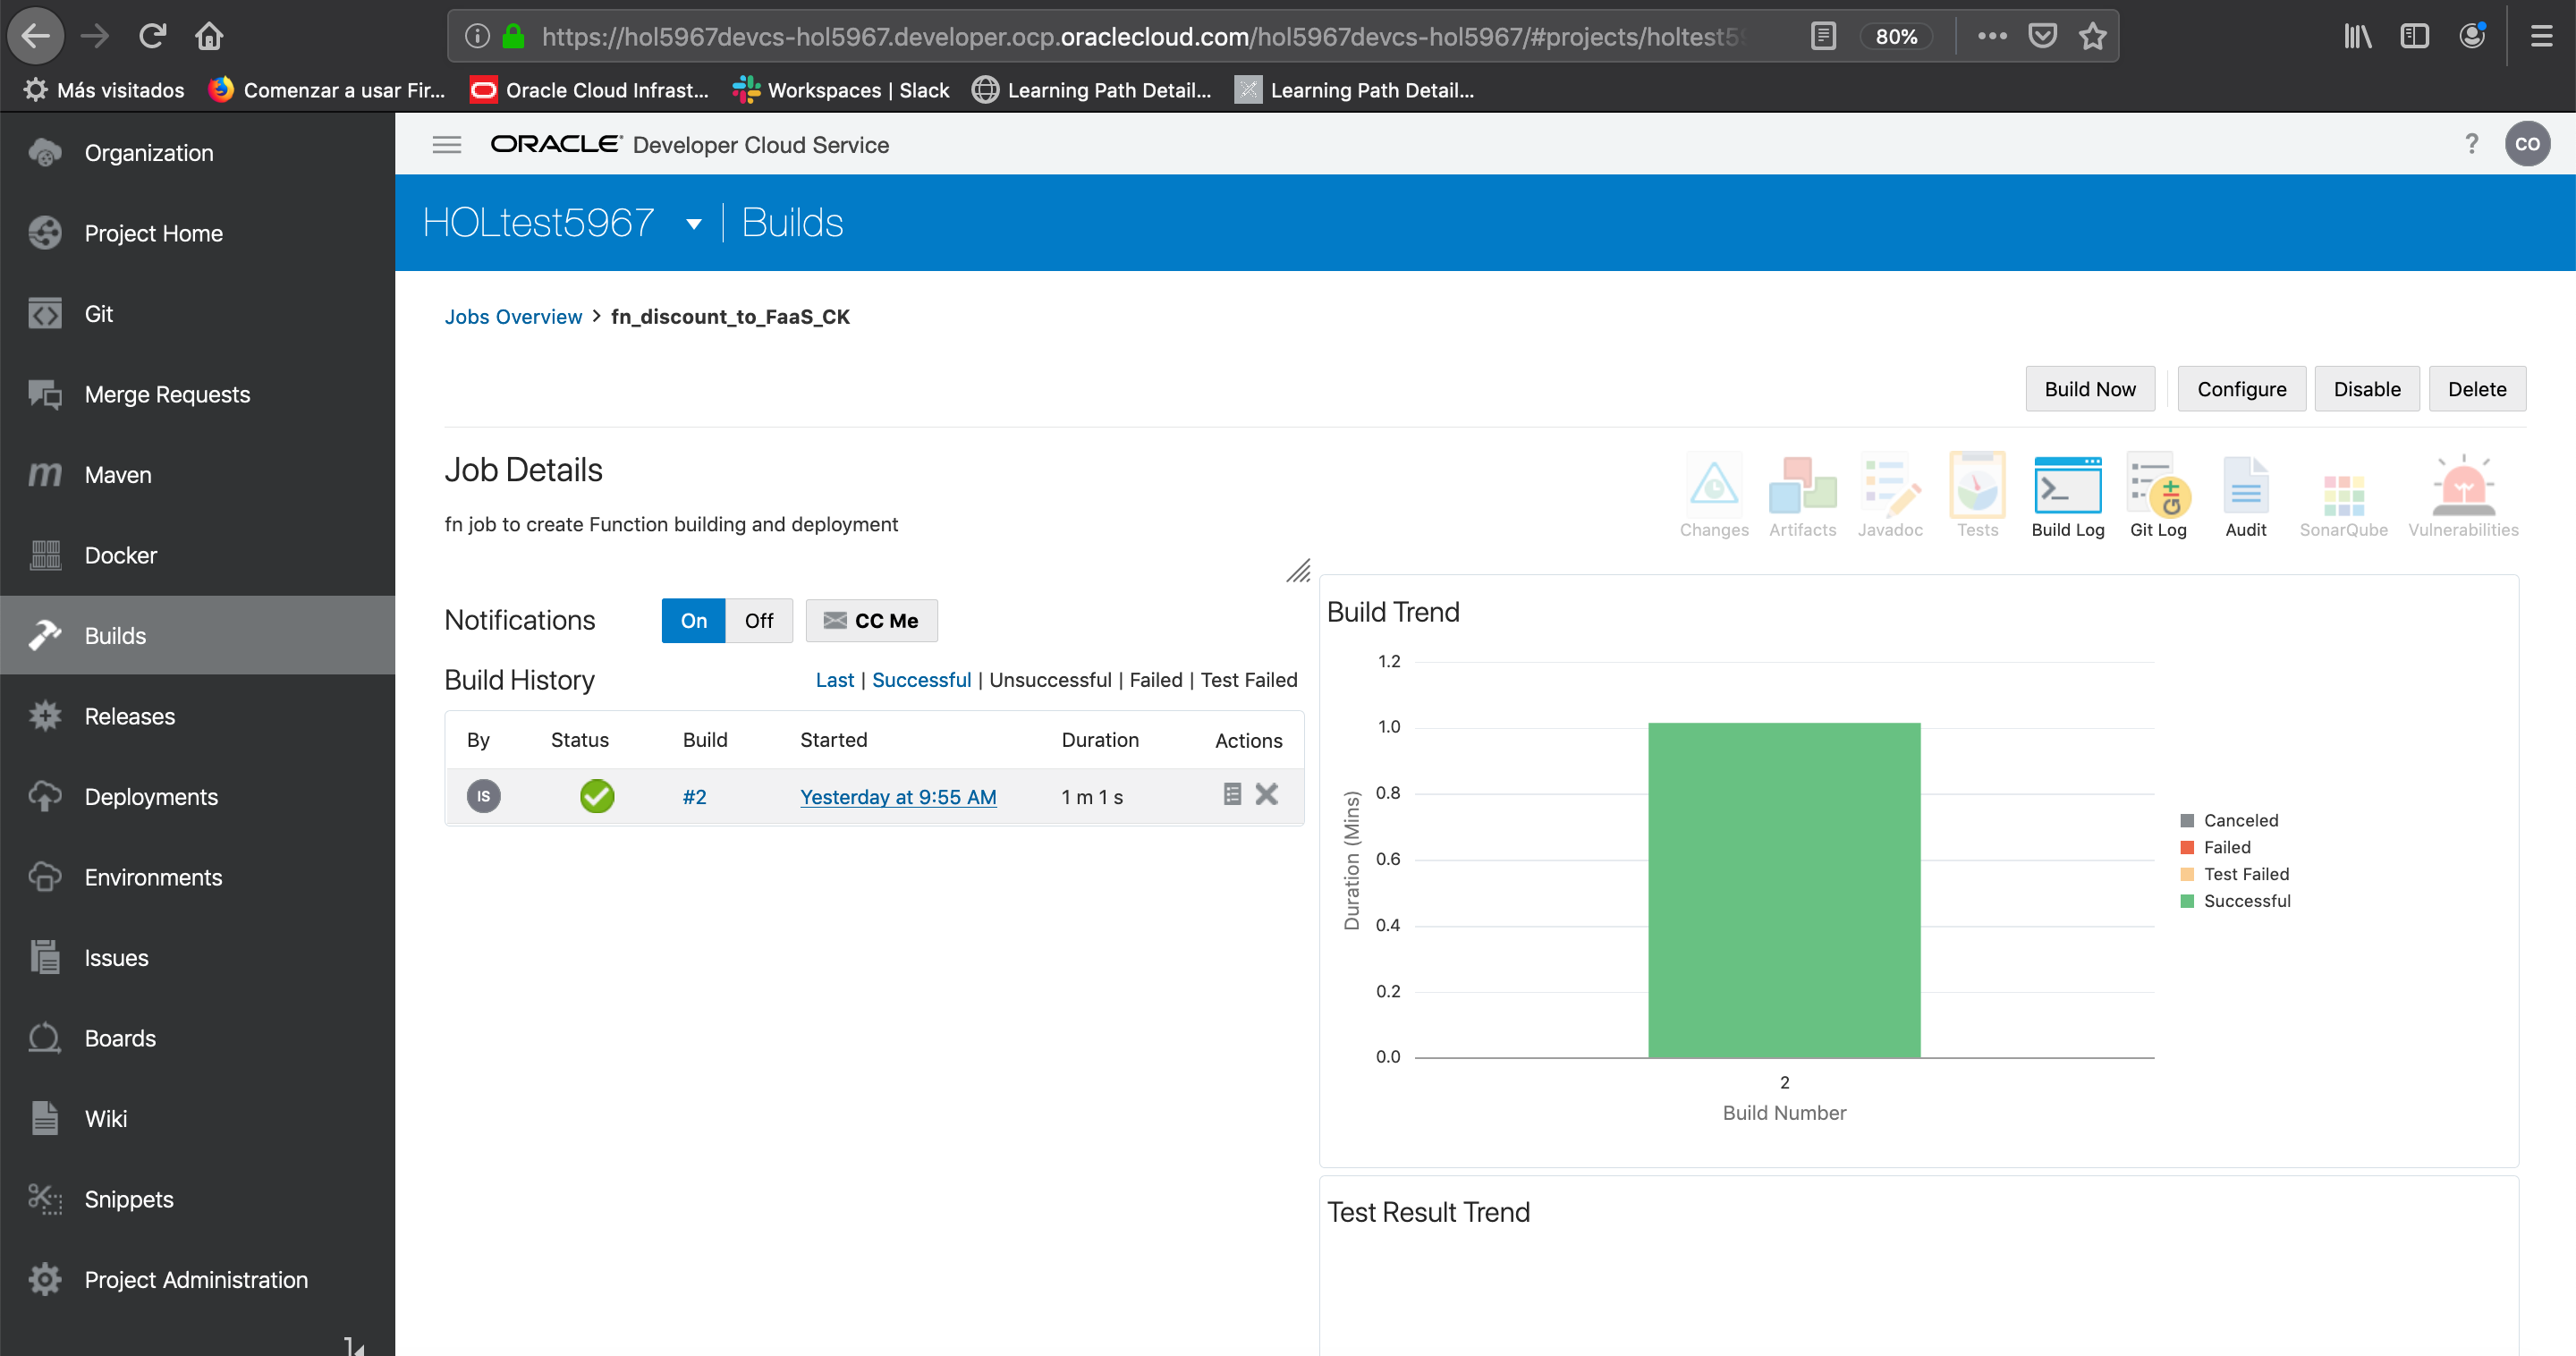 https://hol5967devcs-hol5967.developer.ocp.oraclecloud.com/hol5967devcs-hol5967/#projects/holtest59
80%
Más visitados
Comenzar a usar Fir...
Oracle Cloud Infrast...
Workspaces | Slack
Learning Path Detail...
Learning Path Detail...
Organization
Project Home
Git
Merge Requests
Maven
Docker
Builds
Releases
Deployments
Environments
Issues
Boards
Wiki
Snippets
Project Administration
ORACLE® Developer Cloud Service
?
CO
HOLtest5967 | Builds
Jobs Overview > fn_discount_to_FaaS_CK
Build Now
Configure
Disable
Delete
Job Details
fn job to create Function building and deployment
Changes
Artifacts
Javadoc
Tests
Build Log
Git Log
Audit
SonarQube
Vulnerabilities
Notifications
On
Off
CC Me
Build History
Last | Successful | Unsuccessful | Failed | Test Failed
By Status Build Started Duration Actions
IS #2 Yesterday at 9:55 AM 1 m 1 s
Build Trend
1.2
1.0
0.8
0.6
0.4
0.2
0.0
Duration (Mins)
2
Build Number
Canceled
Failed
Test Failed
Successful
Test Result Trend